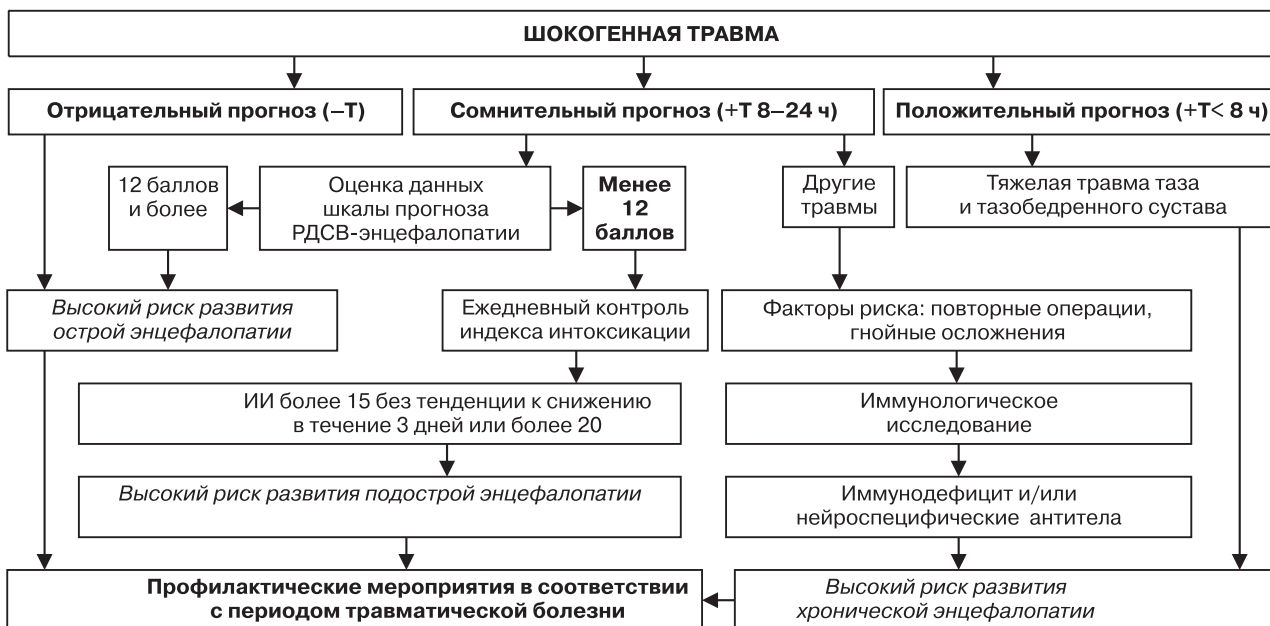 ШОКОГЕННАЯ ТРАВМА
Отрицательный прогноз (–Т)
Сомнительный прогноз (+Т 8–24 ч)
Положительный прогноз (+Т< 8 ч)
12 баллов
и более
Оценка данных
шкалы прогноза
РДСВ-энцефалопатии
Менее
12
баллов
Другие
травмы
Тяжелая травма таза
и тазобедренного сустава
Высокий риск развития
острой энцефалопатии
Ежедневный контроль
индекса интоксикации
Факторы риска: повторные операции,
гнойные осложнения
ИИ более 15 без тенденции к снижению
в течение 3 дней или более 20
Иммунологическое
исследование
Высокий риск развития подострой энцефалопатии
Иммунодефицит и/или
нейроспецифические антитела
Профилактические мероприятия в соответствии
с периодом травматической болезни
Высокий риск развития
хронической энцефалопатии